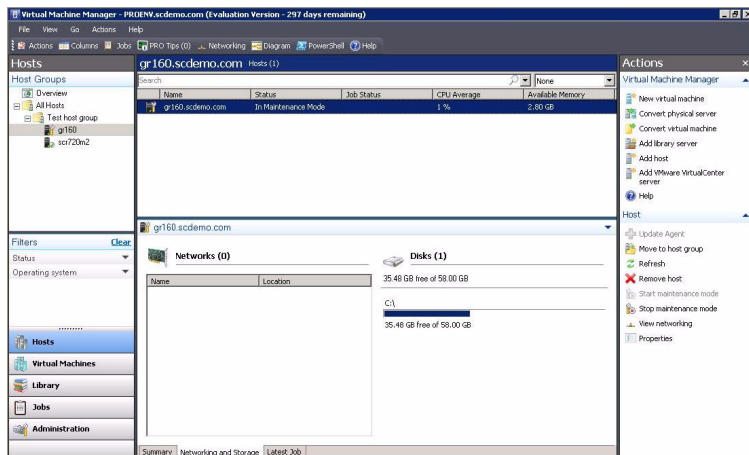 Virtual Machine Manager - PROENV.scdemo.com (Evaluation Version - 297 days remaining)
File View Go Actions Help
Actions Columns Jobs PRO Tips (0) Networking Diagram PowerShell Help
Hosts
Host Groups
Overview
All Hosts
Test host group
gr160
scr720m2
Filters Clear
Status
Operating system
Hosts
Virtual Machines
Library
Jobs
Administration
gr160.scdemo.com Hosts (1)
Search
None
Name Status Job Status CPU Average Available Memory
gr160.scdemo.com In Maintenance Mode 1 % 2.80 GB
gr160.scdemo.com
Networks (0)
Name Location
Disks (1)
35.48 GB free of 58.00 GB
C:\
35.48 GB free of 58.00 GB
Summary Networking and Storage Latest Job
Actions
Virtual Machine Manager
New virtual machine
Convert physical server
Convert virtual machine
Add library server
Add host
Add VMware VirtualCenter
server
Help
Host
Update Agent
Move to host group
Refresh
Remove host
Start maintenance mode
Stop maintenance mode
View networking
Properties